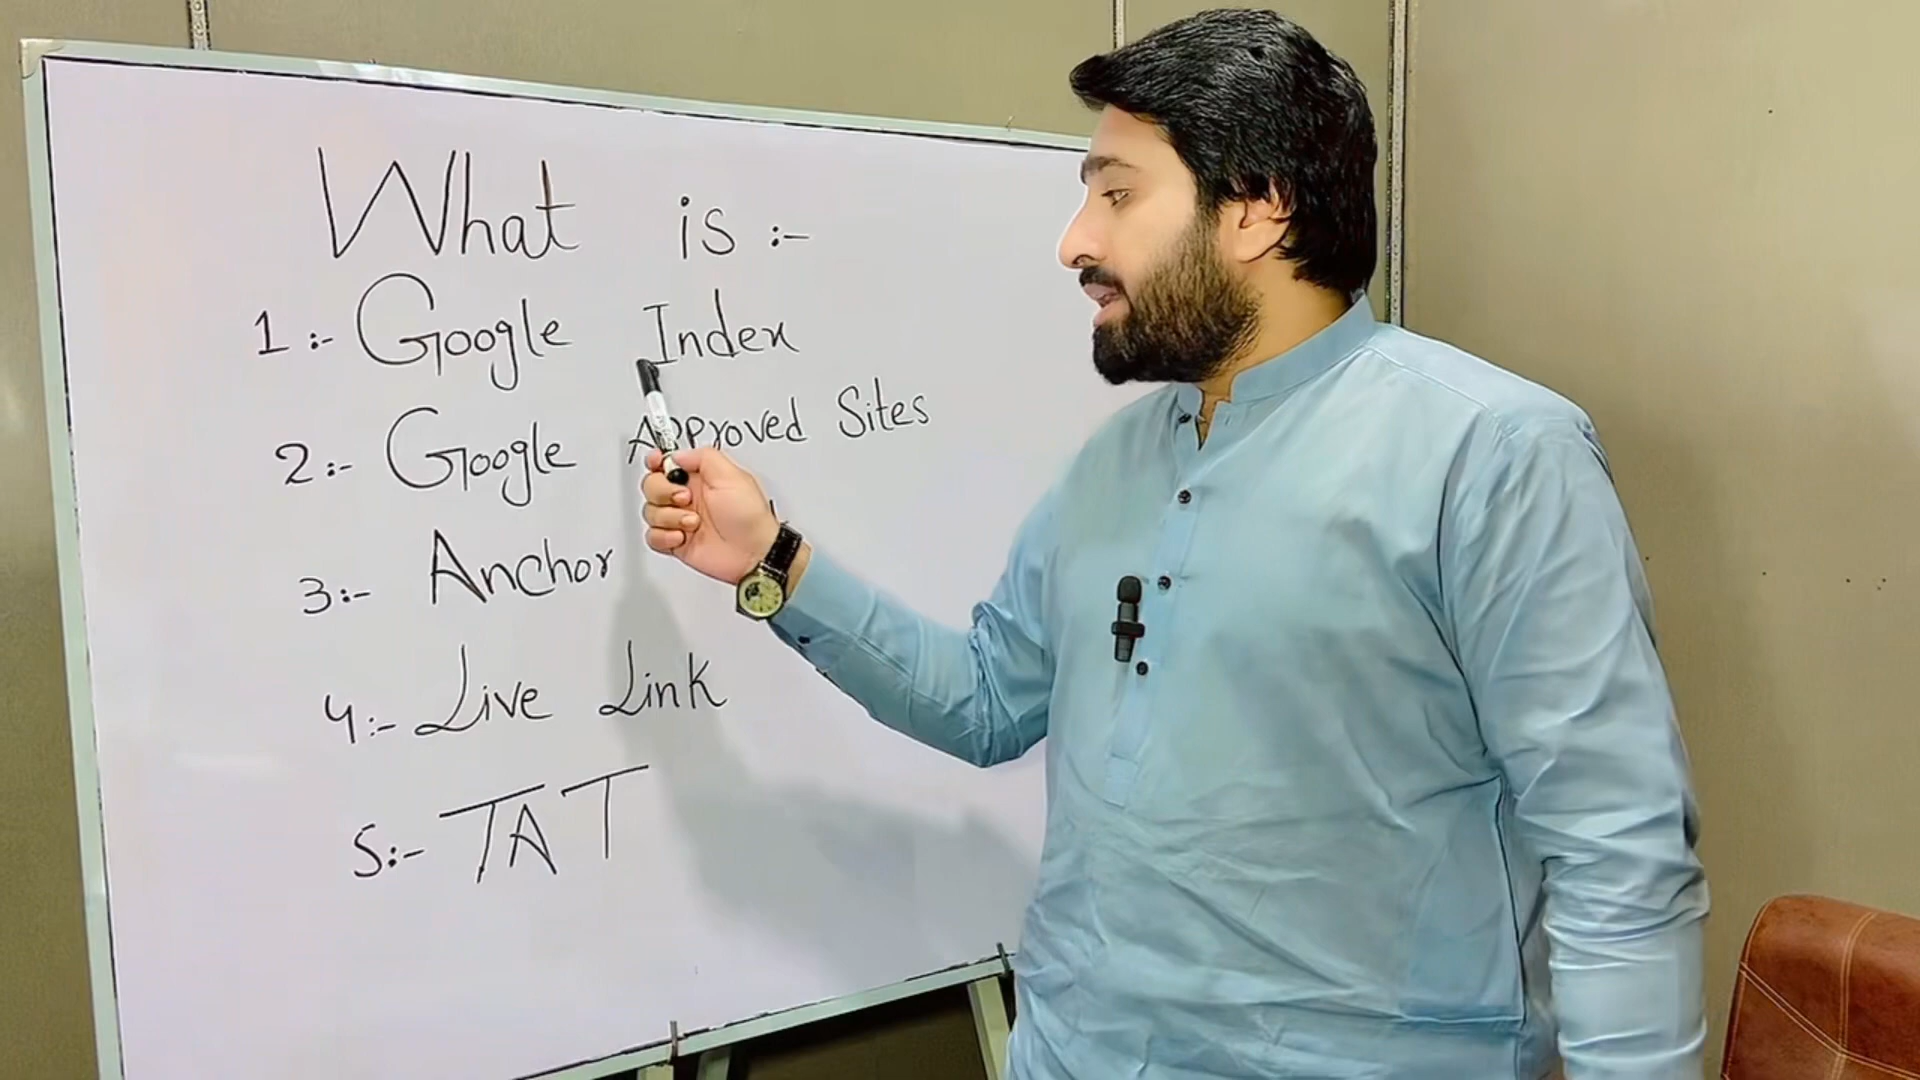 What is :-
1:- Google Index
2:- Google Approved Sites
3:- Anchor
4:- Live Link
5:- TAT